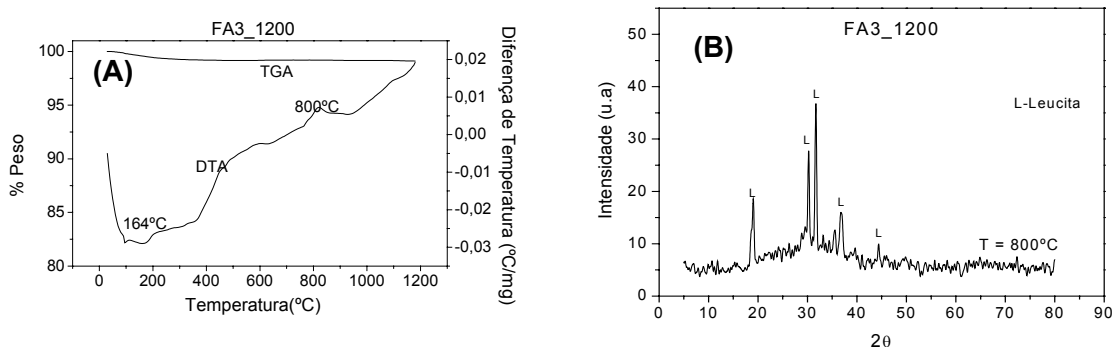 FA3_1200
(A)
100
95
90
85
80
% Peso
TGA
800ºC
DTA
164ºC
0,02
0,01
0,00
-0,01
-0,02
-0,03
Diferença de Temperatura (ºC/mg)
0 200 400 600 800 1000 1200
Temperatura(ºC)
FA3_1200
(B)
50
40
30
20
10
0
Intensidade (u.a)
L
L
L
L
L
L-Leucita
T = 800ºC
0 10 20 30 40 50 60 70 80 90
2θ